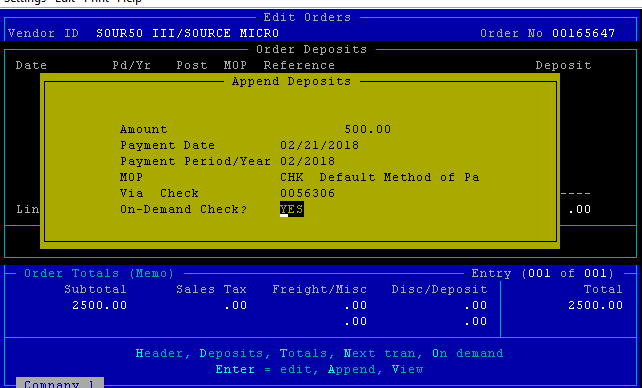 Settings Edit Print Help
Edit Orders
Vendor ID SOUR50 III/SOURCE MICRO Order No 00165647
Order Deposits
Date Pd/Yr Post MOP Reference Deposit
Append Deposits
Amount 500.00
Payment Date 02/21/2018
Payment Period/Year 02/2018
MOP CHK Default Method of Pa
Via Check 0056306
----
Lin On-Demand Check? YES .00
Order Totals (Memo) Entry (001 of 001)
Subtotal Sales Tax Freight/Misc Disc/Deposit Total
2500.00 .00 .00 .00 2500.00
.00 .00
Header, Deposits, Totals, Next tran, On demand
Enter = edit, Append, View
Company 1